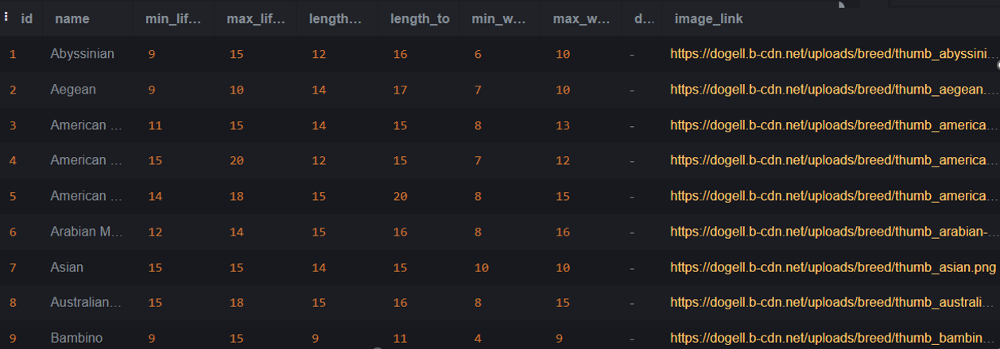 id name min_lif... max_lif... length... length_to min_w... max_w... d... image_link
1 Abyssinian 9 15 12 16 6 10 - https://dogell.b-cdn.net/uploads/breed/thumb_abyssini...
2 Aegean 9 10 14 17 7 10 - https://dogell.b-cdn.net/uploads/breed/thumb_aegean....
3 American ... 11 15 14 15 8 13 - https://dogell.b-cdn.net/uploads/breed/thumb_america...
4 American ... 15 20 12 15 7 12 - https://dogell.b-cdn.net/uploads/breed/thumb_america...
5 American ... 14 18 15 20 8 15 - https://dogell.b-cdn.net/uploads/breed/thumb_america...
6 Arabian M... 12 14 15 16 8 16 - https://dogell.b-cdn.net/uploads/breed/thumb_arabian-...
7 Asian 15 15 14 15 10 10 - https://dogell.b-cdn.net/uploads/breed/thumb_asian.png
8 Australian... 15 18 15 16 8 15 - https://dogell.b-cdn.net/uploads/breed/thumb_australi...
9 Bambino 9 15 9 11 4 9 - https://dogell.b-cdn.net/uploads/breed/thumb_bambin...